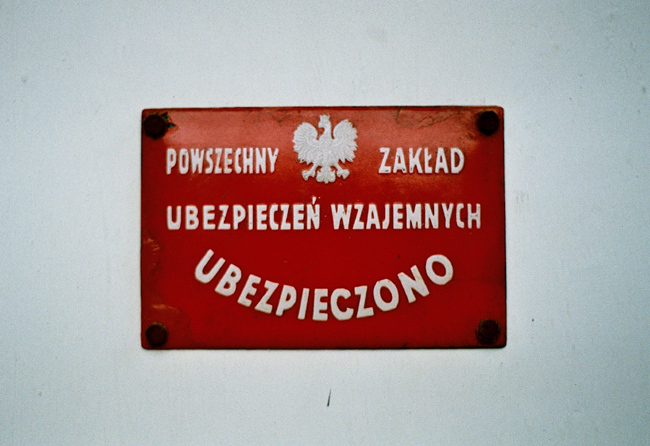 POWSZECHNY ZAKŁAD
UBEZPIECZEŃ WZAJEMNYCH
UBEZPIECZONO